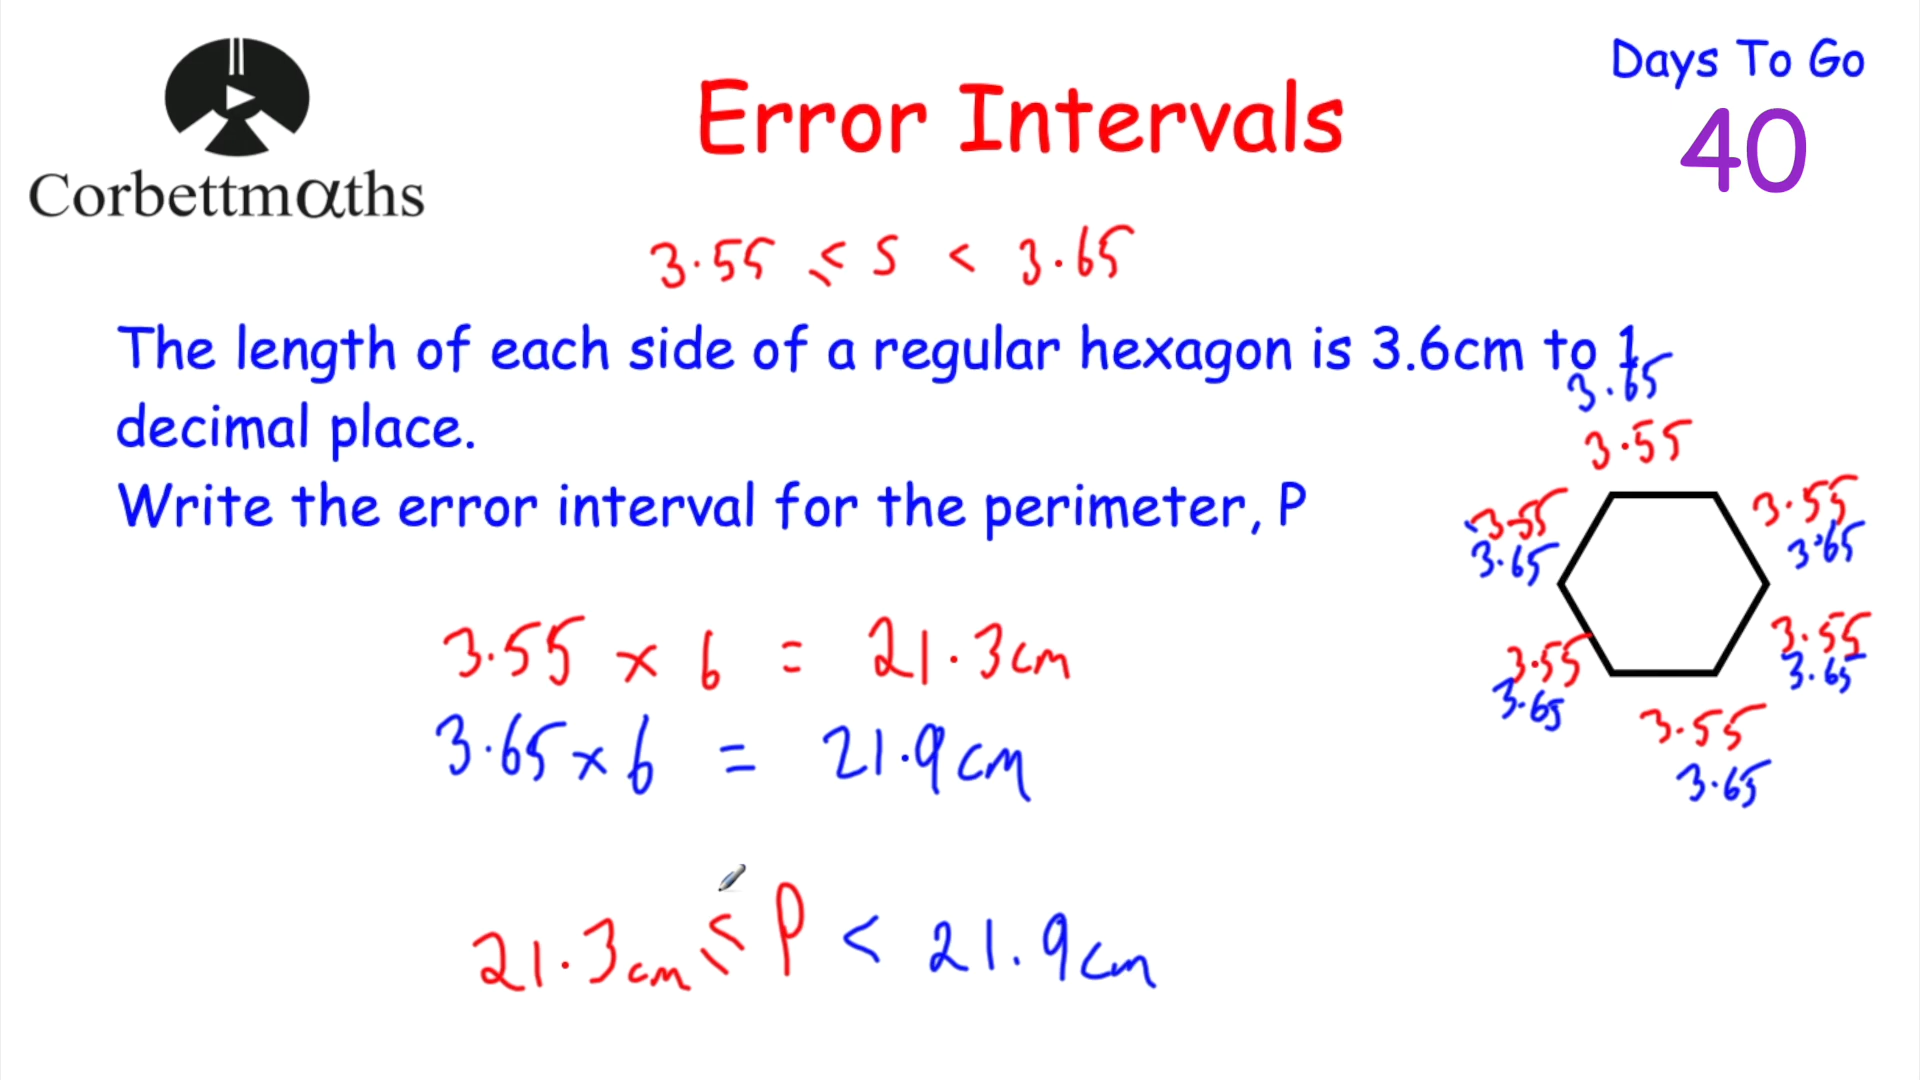 Days To Go
40
Error Intervals
Corbettmαths
3.55 ≤ s < 3.65
The length of each side of a regular hexagon is 3.6cm to 1
decimal place.
Write the error interval for the perimeter, P
3.65
3.55
3.55
3.65
3.55
3.65
3.55
3.65
3.55
3.65
3.55
3.65
3.55 × 6 = 21.3cm
3.65 × 6 = 21.9cm
21.3cm ≤ P < 21.9cm